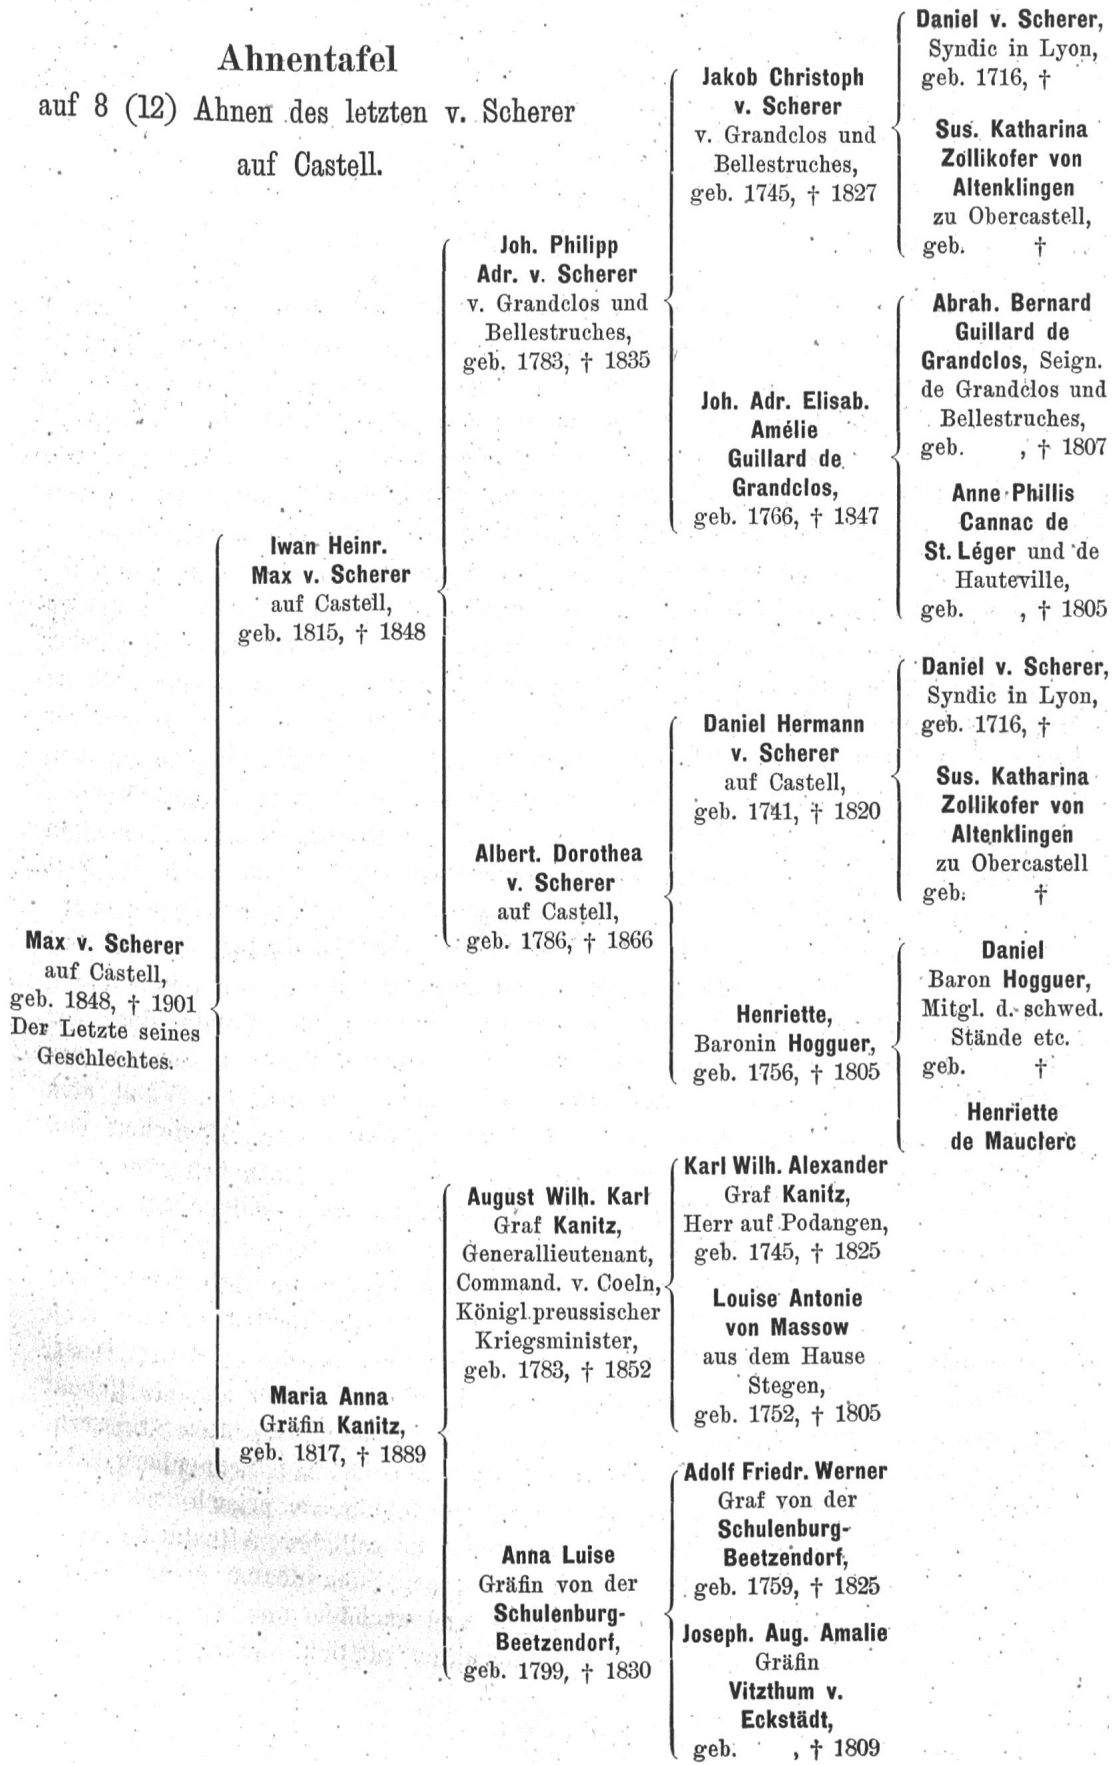 Ahnentafel
auf 8 (12) Ahnen des letzten v. Scherer
auf Castell.
Max v. Scherer
auf Castell,
geb. 1848, † 1901
Der Letzte seines
Geschlechtes.
Iwan Heinr.
Max v. Scherer
auf Castell,
geb. 1815, † 1848
Maria Anna
Gräfin Kanitz,
geb. 1817, † 1889
Joh. Philipp
Adr. v. Scherer
v. Grandclos und
Bellestruches,
geb. 1783, † 1835
Albert. Dorothea
v. Scherer
auf Castell,
geb. 1786, † 1866
August Wilh. Karl
Graf Kanitz,
Generallieutenant,
Command. v. Coeln,
Königl. preussischer
Kriegsminister,
geb. 1783, † 1852
Anna Luise
Gräfin von der
Schulenburg-
Beetzendorf,
geb. 1799, † 1830
Jakob Christoph
v. Scherer
v. Grandclos und
Bellestruches,
geb. 1745, † 1827
Joh. Adr. Elisab.
Amélie
Guillard de
Grandclos,
geb. 1766, † 1847
Daniel Hermann
v. Scherer
auf Castell,
geb. 1741, † 1820
Henriette,
Baronin Hogguer,
geb. 1756, † 1805
Karl Wilh. Alexander
Graf Kanitz,
Herr auf Podangen,
geb. 1745, † 1825
Louise Antonie
von Massow
aus dem Hause
Stegen,
geb. 1752, † 1805
Adolf Friedr. Werner
Graf von der
Schulenburg-
Beetzendorf,
geb. 1759, † 1825
Joseph. Aug. Amalie
Gräfin
Vitzthum v.
Eckstädt,
geb. , † 1809
Daniel v. Scherer,
Syndic in Lyon,
geb. 1716, †
Sus. Katharina
Zollikofer von
Altenklingen
zu Obercastell,
geb. †
Abrah. Bernard
Guillard de
Grandclos, Seign.
de Grandclos und
Bellestruches,
geb. , † 1807
Anne Phillis
Cannac de
St. Léger und de
Hauteville,
geb. , † 1805
Daniel v. Scherer,
Syndic in Lyon,
geb. 1716, †
Sus. Katharina
Zollikofer von
Altenklingen
zu Obercastell
geb. †
Daniel
Baron Hogguer,
Mitgl. d. schwed.
Stände etc.
geb. †
Henriette
de Mauclerc